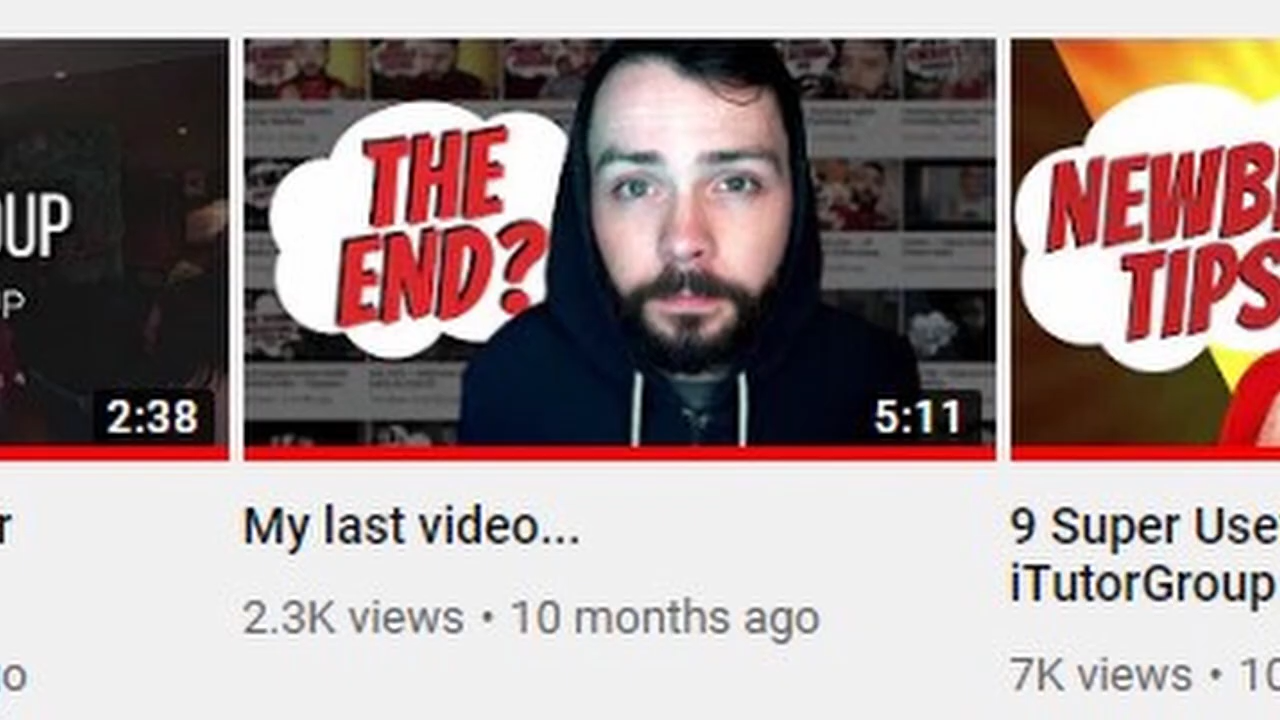 OUP
THE
END?
NEWB
TIPS
2:38
5:11
r
My last video...
9 Super Use
iTutorGroup
2.3K views • 10 months ago
7K views • 10